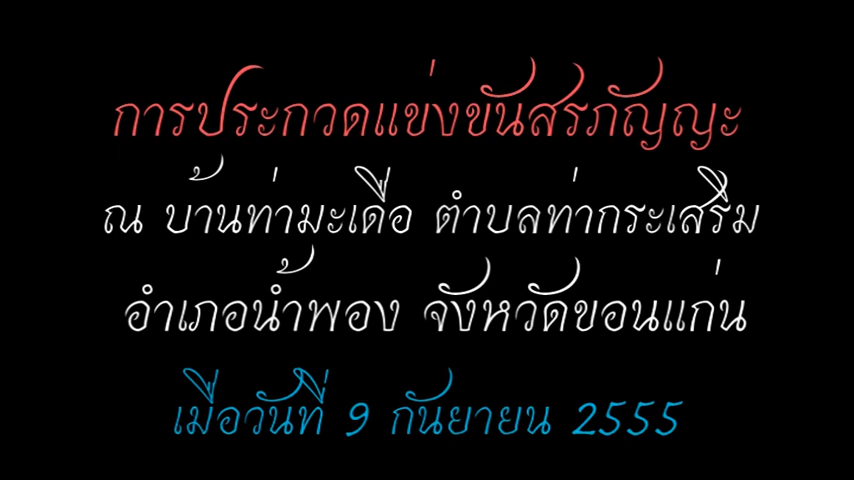 การประกวดแข่งขันสรภัญญะ
ณ บ้านท่ามะเดื่อ ตำบลท่ากระเสริม
อำเภอน้ำพอง จังหวัดขอนแก่น
เมื่อวันที่ 9 กันยายน 2555